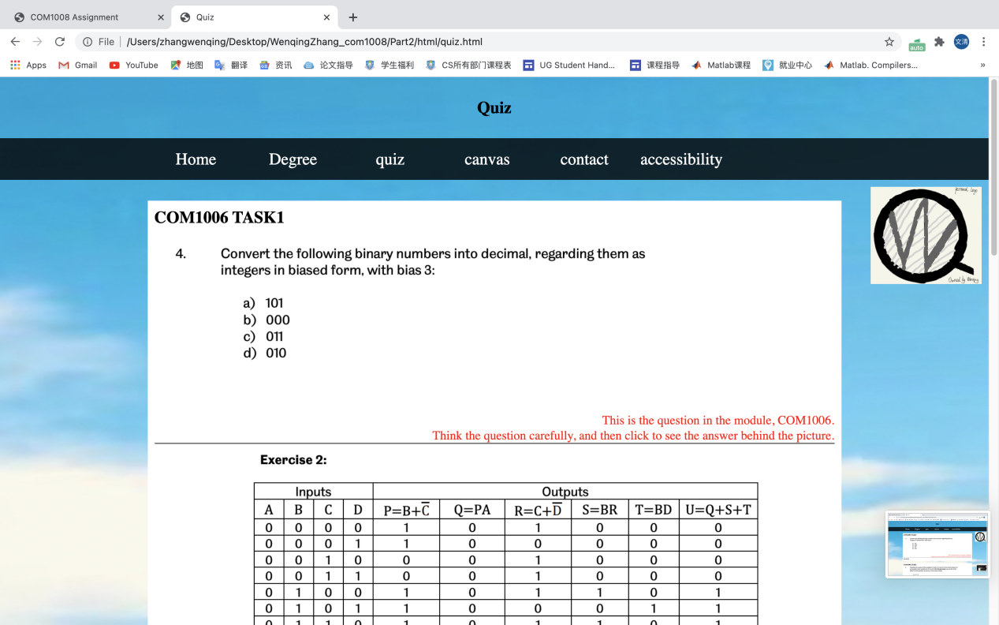 COM1008 Assignment
Quiz
File | /Users/zhangwenqing/Desktop/WenqingZhang_com1008/Part2/html/quiz.html
auto
文清
Apps Gmail YouTube 地图 翻译 资讯 论文指导 学生福利 CS所有部门课程表 UG Student Hand... 课程指导 Matlab课程 就业中心 Matlab. Compilers... »
Quiz
Home Degree quiz canvas contact accessibility
personal logo
Owned by Wenqing
COM1006 TASK1
4. Convert the following binary numbers into decimal, regarding them as
integers in biased form, with bias 3:
a) 101
b) 000
c) 011
d) 010
This is the question in the module, COM1006.
Think the question carefully, and then click to see the answer behind the picture.
Exercise 2:
Inputs Outputs
A B C D P=B+C̅ Q=PA R=C+D̅ S=BR T=BD U=Q+S+T
0 0 0 0 1 0 1 0 0 0
0 0 0 1 1 0 0 0 0 0
0 0 1 0 0 0 1 0 0 0
0 0 1 1 0 0 1 0 0 0
0 1 0 0 1 0 1 1 0 1
0 1 0 1 1 0 0 0 1 1
0 1 1 0 1 0 1 1 0 1